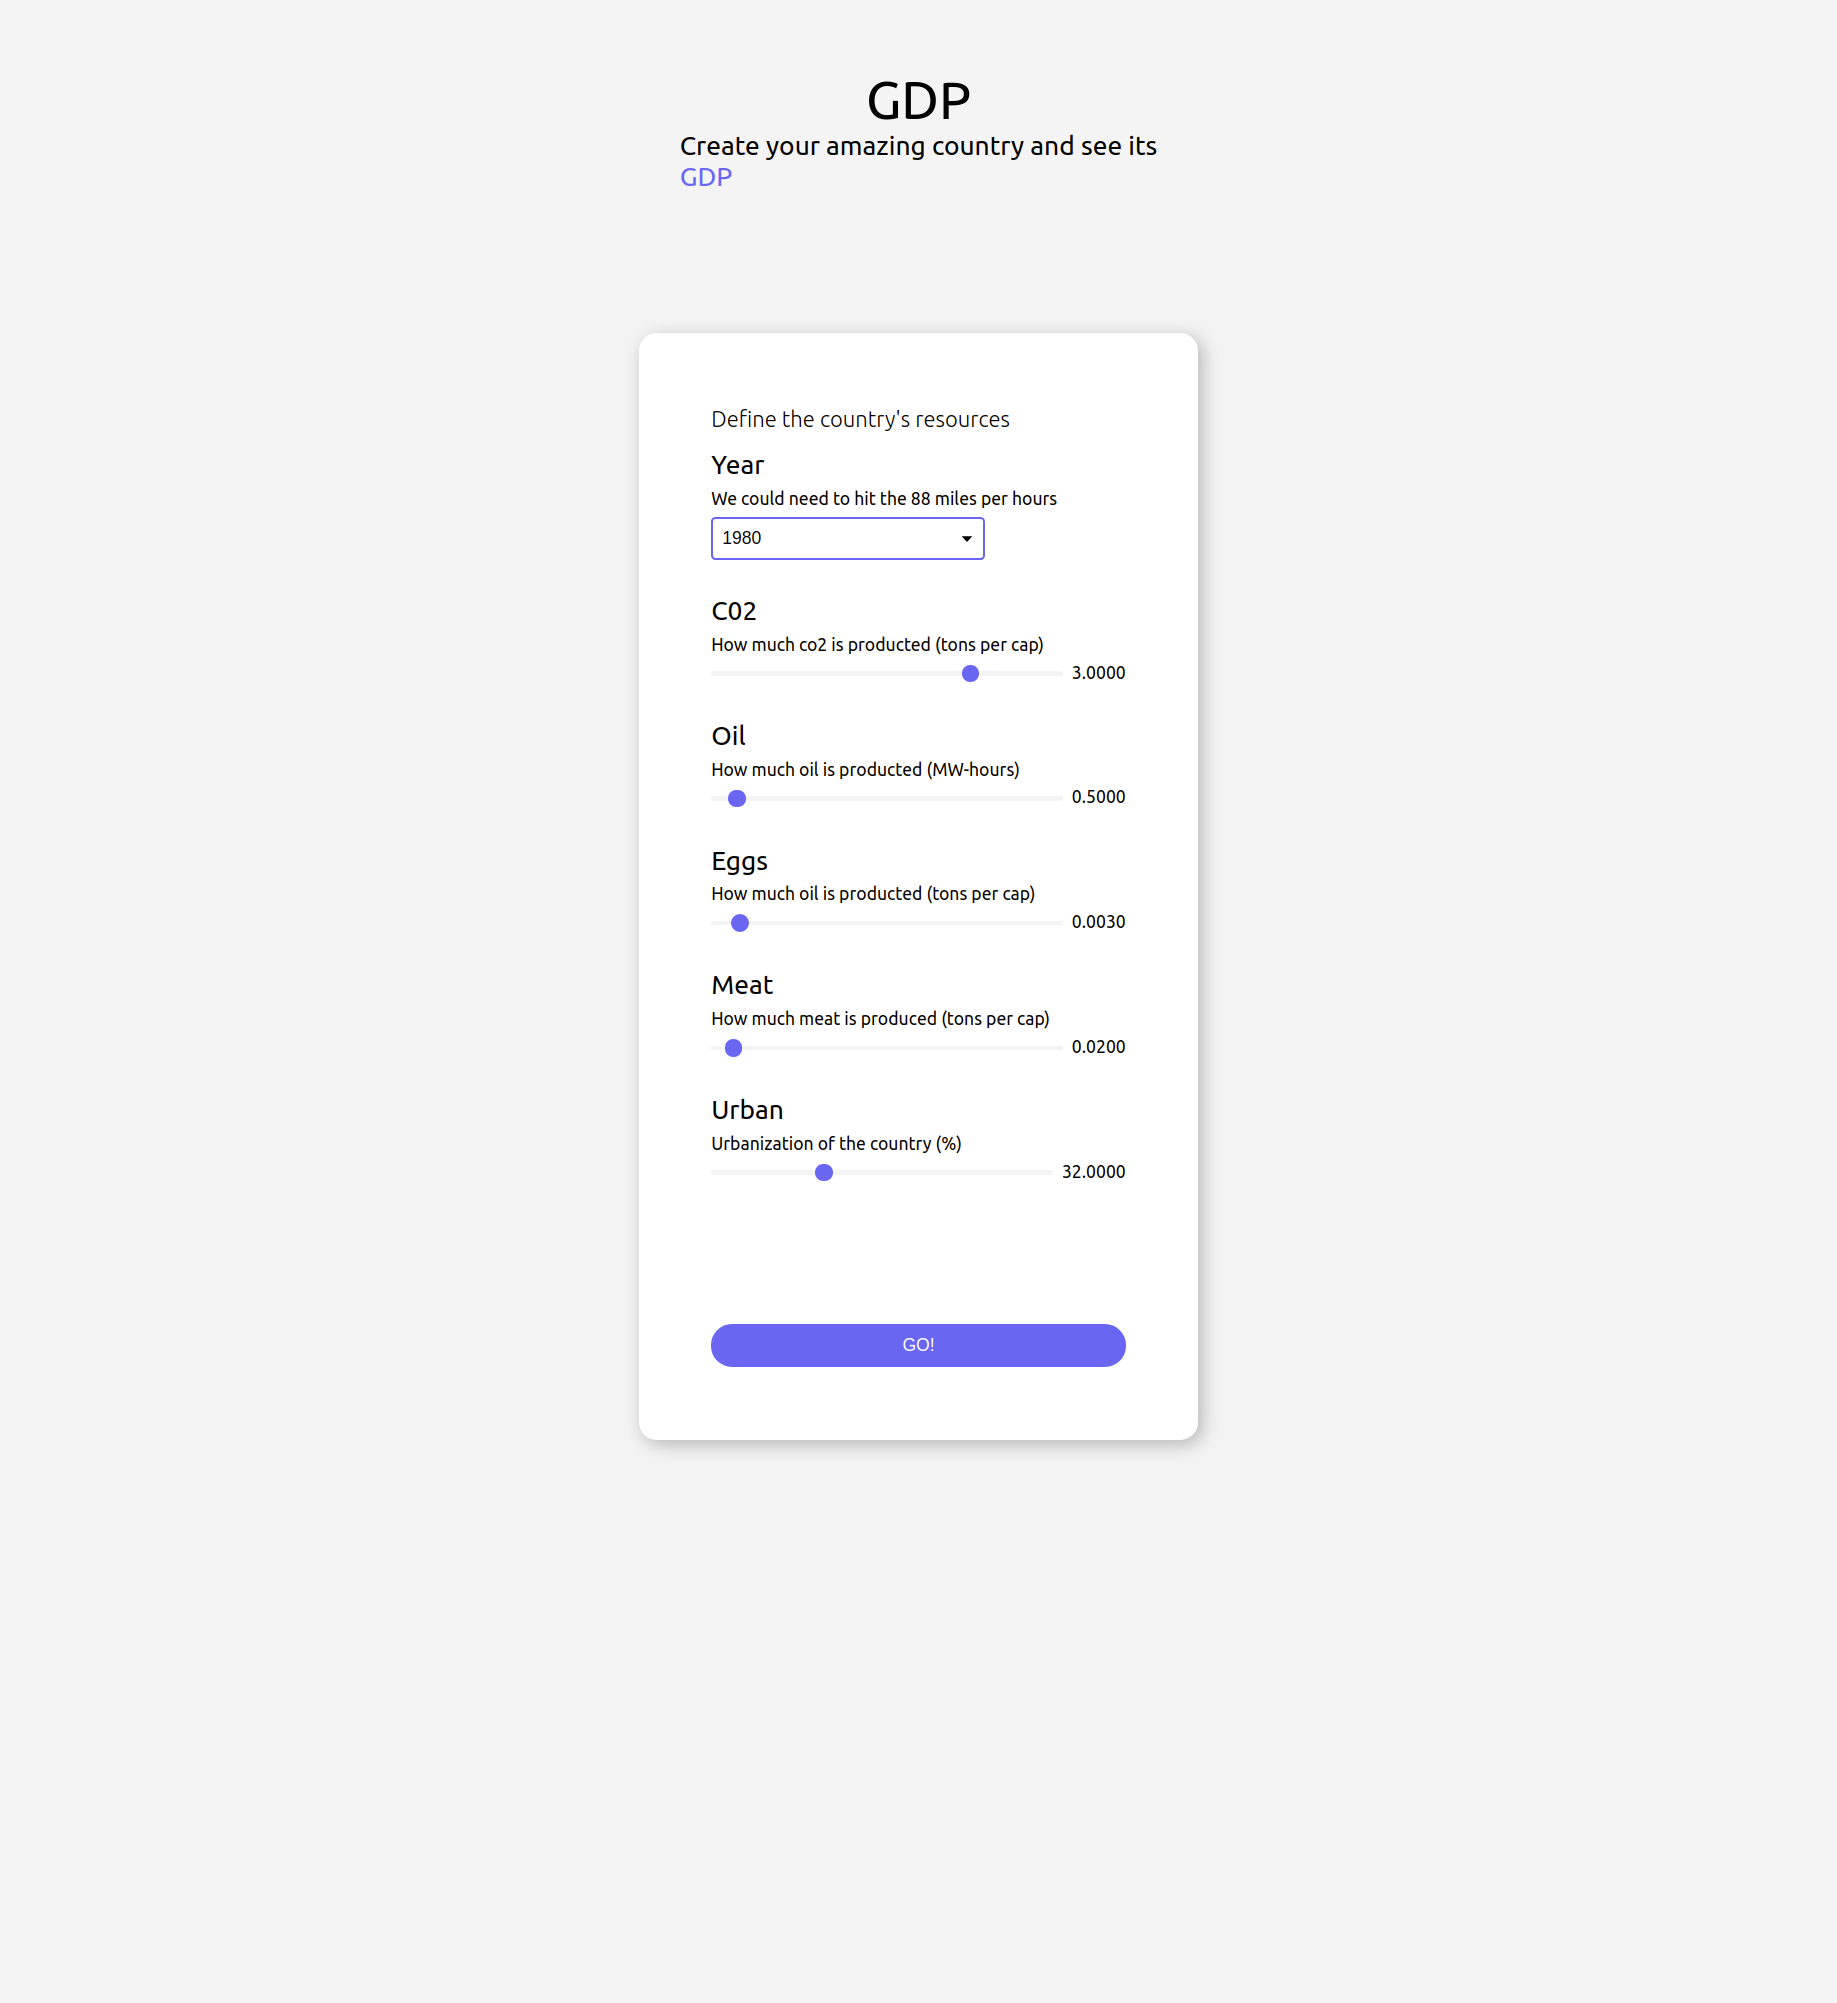 GDP
Create your amazing country and see its
GDP
Define the country's resources
Year
We could need to hit the 88 miles per hours
1980
C02
How much co2 is producted (tons per cap)
3.0000
Oil
How much oil is producted (MW-hours)
0.5000
Eggs
How much oil is producted (tons per cap)
0.0030
Meat
How much meat is produced (tons per cap)
0.0200
Urban
Urbanization of the country (%)
32.0000
GO!